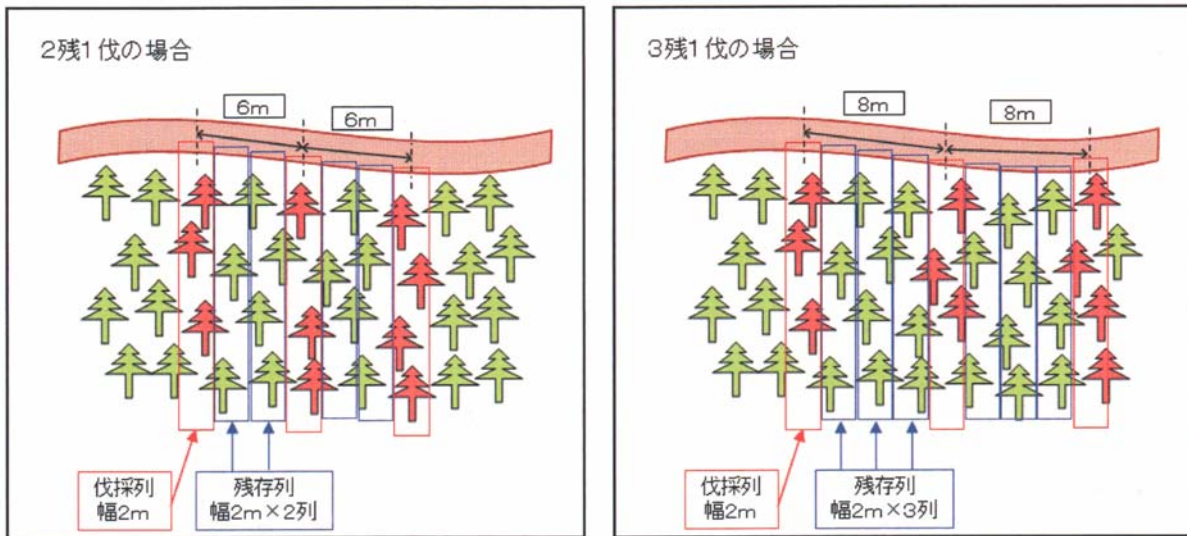 2残1伐の場合
6m
6m
伐採列
幅2m
残存列
幅2m×2列
3残1伐の場合
8m
8m
伐採列
幅2m
残存列
幅2m×3列